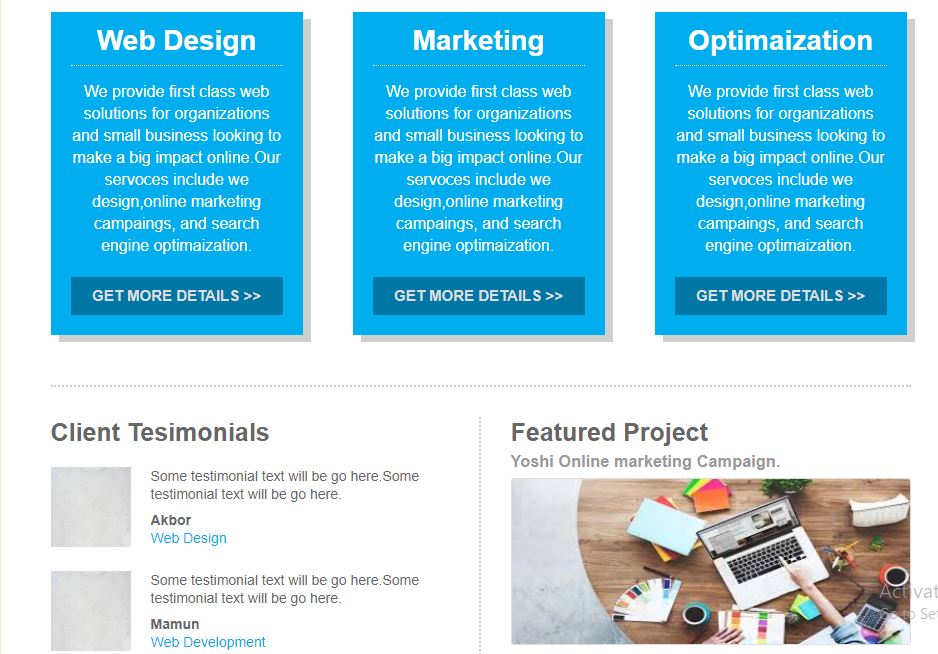 Web Design
We provide first class web
solutions for organizations
and small business looking to
make a big impact online.Our
servoces include we
design,online marketing
campaings, and search
engine optimaization.
GET MORE DETAILS >>
Marketing
We provide first class web
solutions for organizations
and small business looking to
make a big impact online.Our
servoces include we
design,online marketing
campaings, and search
engine optimaization.
GET MORE DETAILS >>
Optimaization
We provide first class web
solutions for organizations
and small business looking to
make a big impact online.Our
servoces include we
design,online marketing
campaings, and search
engine optimaization.
GET MORE DETAILS >>
Client Tesimonials
Some testimonial text will be go here.Some
testimonial text will be go here.
Akbor
Web Design
Some testimonial text will be go here.Some
testimonial text will be go here.
Mamun
Web Development
Featured Project
Yoshi Online marketing Campaign.
Activat
Go to Set